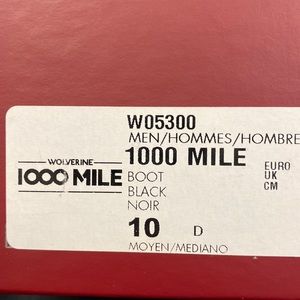 W05300
MEN/HOMMES/HOMBRE
WOLVERINE
1000 MILE
1000 MILE
BOOT
BLACK
NOIR
10 D
MOYEN/MEDIANO
EURO
UK
CM